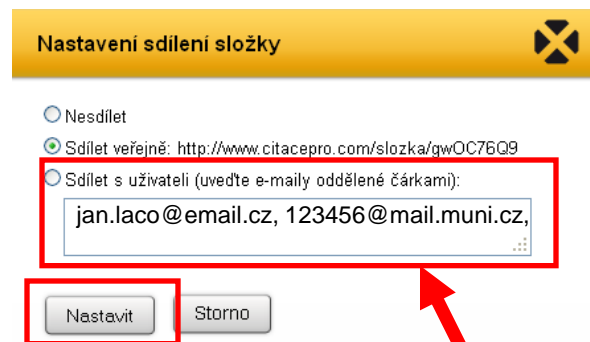 Nastavení sdílení složky
Nesdílet
Sdílet veřejně: http://www.citacepro.com/slozka/gwOC76Q9
Sdílet s uživateli (uveďte e-maily oddělené čárkami):
jan.laco@email.cz, 123456@mail.muni.cz,
Nastavit Storno